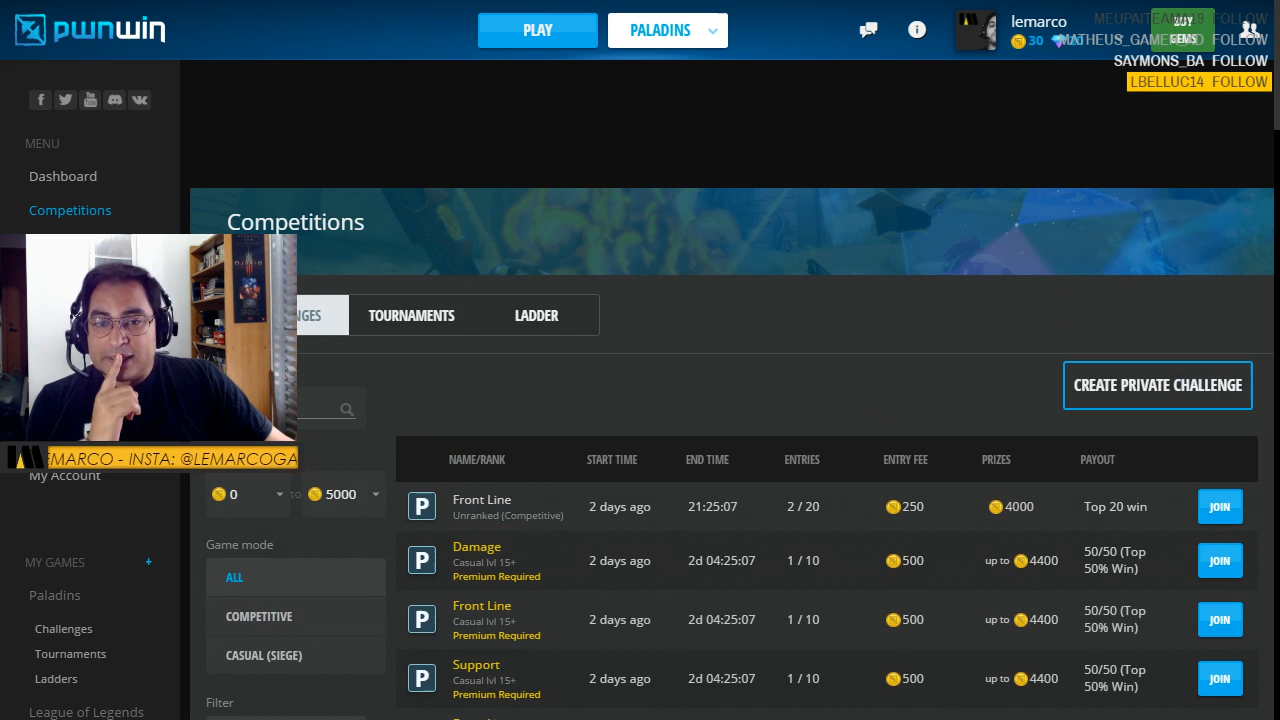 pwnwin
PLAY
PALADINS
lemarco
30
20
BUY
GEMS
MATHEUS_GAMEPLAD FOLLOW
SAYMONS_BA FOLLOW
LBELLUC14 FOLLOW
MENU
Dashboard
Competitions
Competitions
NGES
TOURNAMENTS
LADDER
CREATE PRIVATE CHALLENGE
DIABLO
EMARCO - INSTA: @LEMARCOGA
My Account
0
to
5000
Game mode
ALL
COMPETITIVE
CASUAL (SIEGE)
Filter
MY GAMES +
Paladins
Challenges
Tournaments
Ladders
League of Legends
NAME/RANK START TIME END TIME ENTRIES ENTRY FEE PRIZES PAYOUT
P Front Line 2 days ago 21:25:07 2 / 20 250 4000 Top 20 win JOIN
Unranked (Competitive)
P Damage 2 days ago 2d 04:25:07 1 / 10 500 up to 4400 50/50 (Top JOIN
Casual lvl 15+ 50% Win)
Premium Required
P Front Line 2 days ago 2d 04:25:07 1 / 10 500 up to 4400 50/50 (Top JOIN
Casual lvl 15+ 50% Win)
Premium Required
P Support 2 days ago 2d 04:25:07 1 / 10 500 up to 4400 50/50 (Top JOIN
Casual lvl 15+ 50% Win)
Premium Required